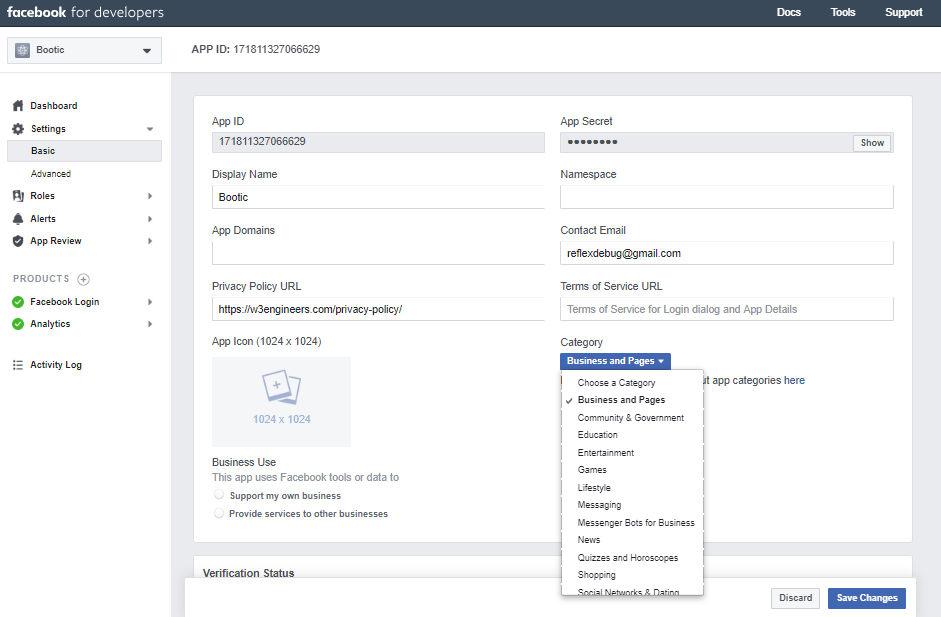 facebook for developers
Docs
Tools
Support
Bootic
APP ID: 171811327066629
Dashboard
Settings
Basic
Advanced
Roles
Alerts
App Review
PRODUCTS
Facebook Login
Analytics
Activity Log
App ID
171811327066629
App Secret
••••••••
Show
Display Name
Bootic
Namespace
App Domains
Contact Email
reflexdebug@gmail.com
Privacy Policy URL
https://w3engineers.com/privacy-policy/
Terms of Service URL
Terms of Service for Login dialog and App Details
App Icon (1024 x 1024)
1024 x 1024
Category
Business and Pages
app categories here
Choose a Category
Business and Pages
Community & Government
Education
Entertainment
Games
Lifestyle
Messaging
Messenger Bots for Business
News
Quizzes and Horoscopes
Shopping
Social Networks & Dating
Business Use
This app uses Facebook tools or data to
Support my own business
Provide services to other businesses
Verification Status
Discard
Save Changes